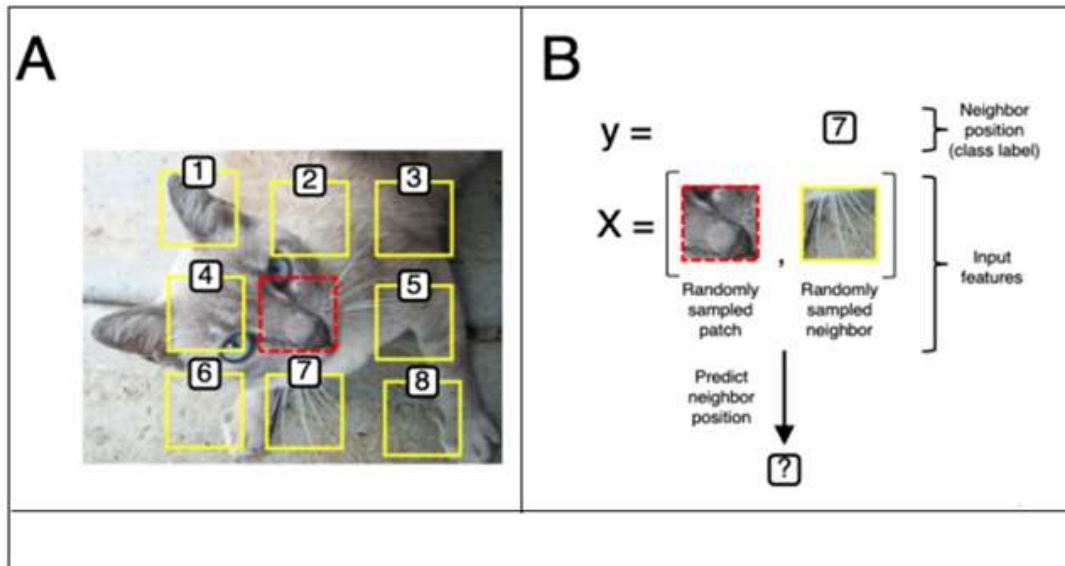 A
1
2
3
4
5
6
7
8
B
y =
7
Neighbor
position
(class label)
X =
,
Input
features
Randomly
sampled
patch
Randomly
sampled
neighbor
Predict
neighbor
position
?